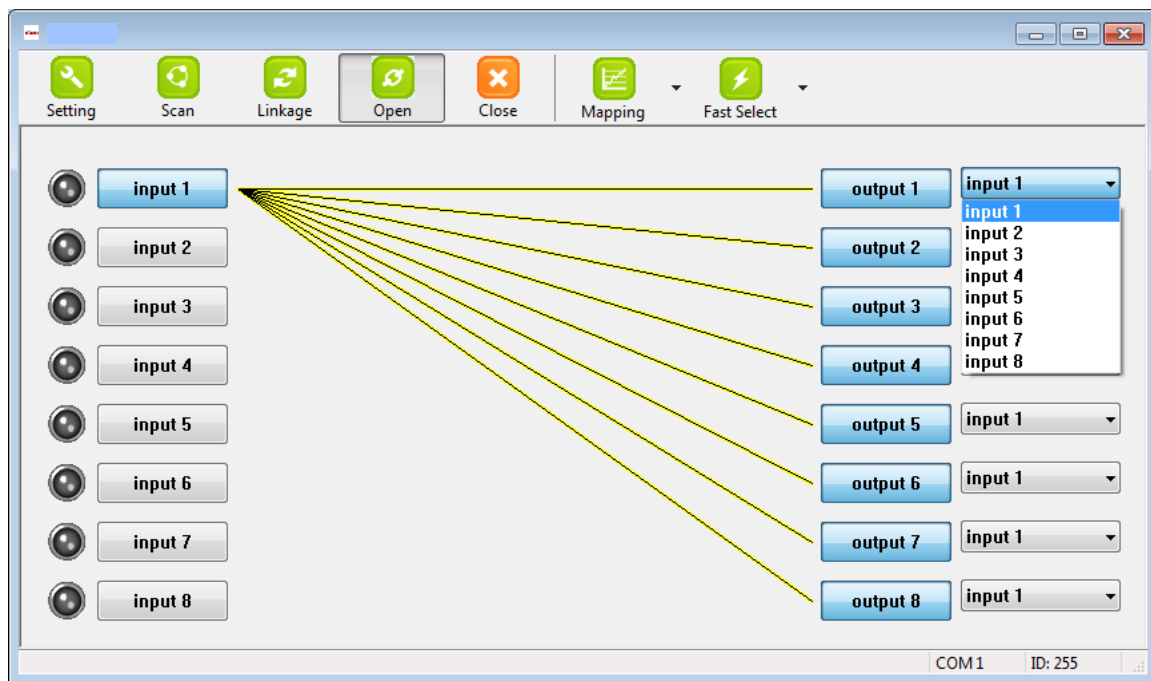 Setting Scan Linkage Open Close Mapping Fast Select
input 1 output 1 input 1
input 1
input 2 output 2 input 2
input 3
input 3 output 3 input 4
input 5
input 6
input 4 output 4 input 7
input 8
input 5 output 5 input 1
input 6 output 6 input 1
input 7 output 7 input 1
input 8 output 8 input 1
COM 1 ID: 255